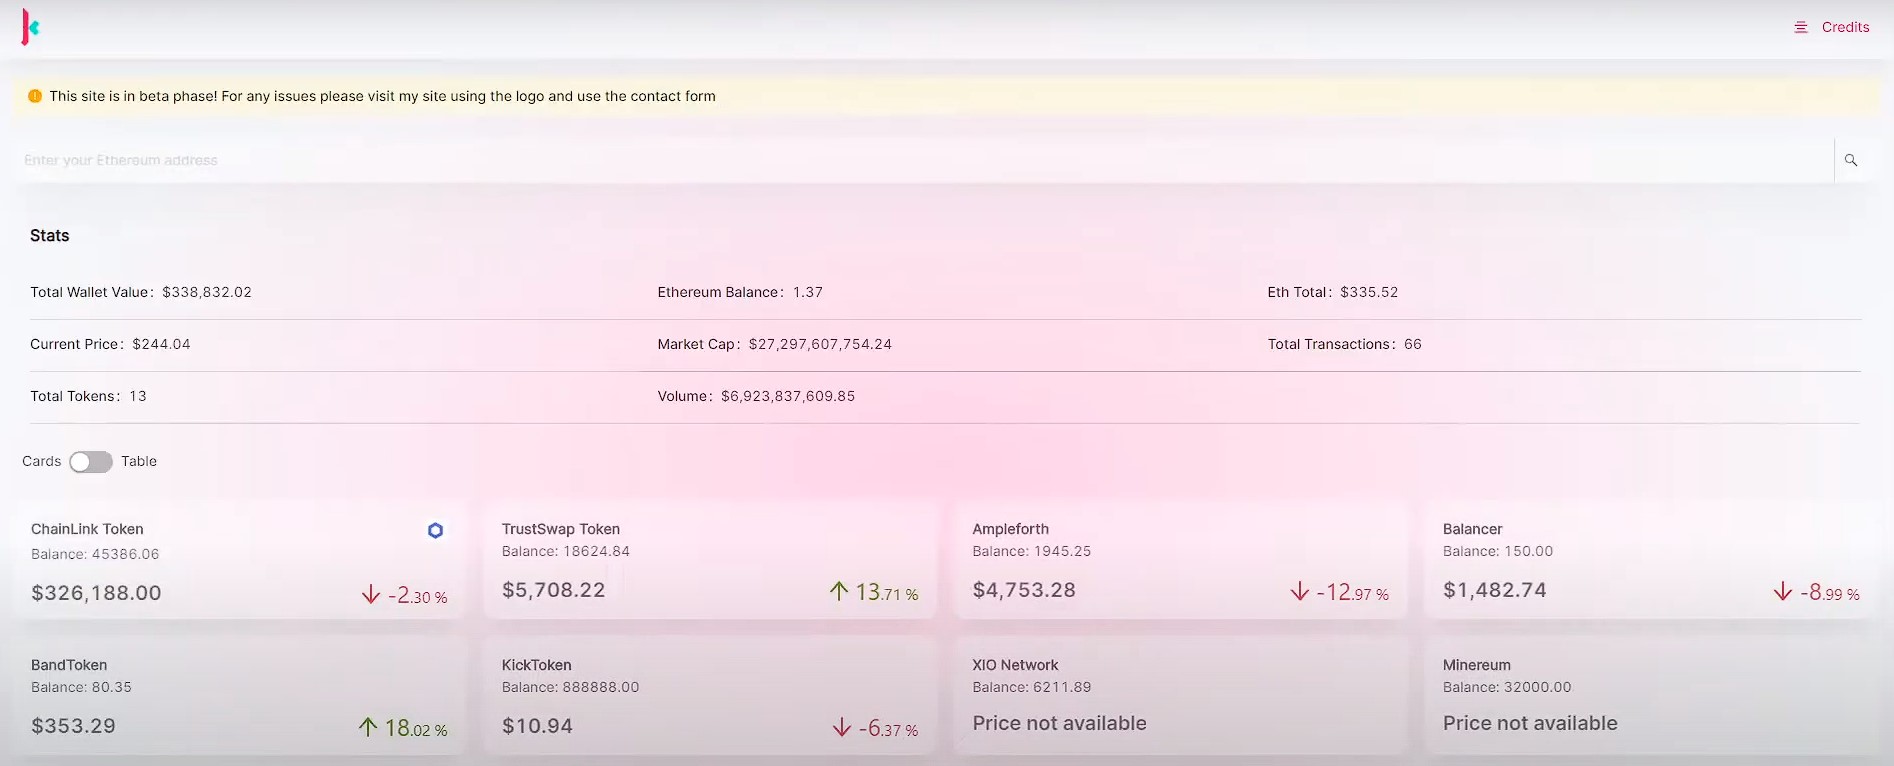 Credits
This site is in beta phase! For any issues please visit my site using the logo and use the contact form
Enter your Ethereum address
Stats
Total Wallet Value: $338,832.02
Ethereum Balance: 1.37
Eth Total: $335.52
Current Price: $244.04
Market Cap: $27,297,607,754.24
Total Transactions: 66
Total Tokens: 13
Volume: $6,923,837,609.85
Cards
Table
ChainLink Token
Balance: 45386.06
$326,188.00
-2.30 %
TrustSwap Token
Balance: 18624.84
$5,708.22
13.71 %
Ampleforth
Balance: 1945.25
$4,753.28
-12.97 %
Balancer
Balance: 150.00
$1,482.74
-8.99 %
BandToken
Balance: 80.35
$353.29
18.02 %
KickToken
Balance: 888888.00
$10.94
-6.37 %
XIO Network
Balance: 6211.89
Price not available
Minereum
Balance: 32000.00
Price not available